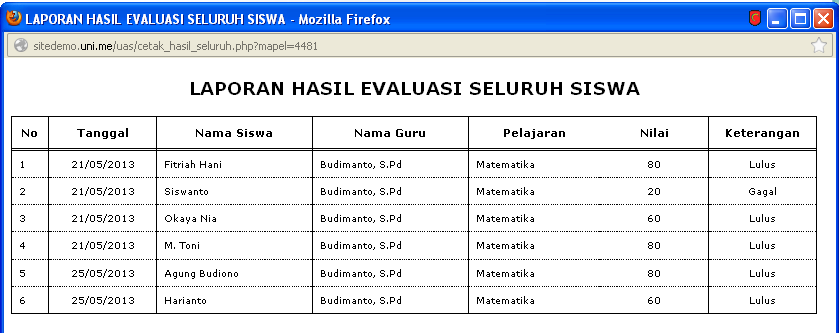 LAPORAN HASIL EVALUASI SELURUH SISWA - Mozilla Firefox
sitedemo.uni.me/uas/cetak_hasil_seluruh.php?mapel=4481
LAPORAN HASIL EVALUASI SELURUH SISWA
No Tanggal Nama Siswa Nama Guru Pelajaran Nilai Keterangan
1 21/05/2013 Fitriah Hani Budimanto, S.Pd Matematika 80 Lulus
2 21/05/2013 Siswanto Budimanto, S.Pd Matematika 20 Gagal
3 21/05/2013 Okaya Nia Budimanto, S.Pd Matematika 60 Lulus
4 21/05/2013 M. Toni Budimanto, S.Pd Matematika 80 Lulus
5 25/05/2013 Agung Budiono Budimanto, S.Pd Matematika 80 Lulus
6 25/05/2013 Harianto Budimanto, S.Pd Matematika 60 Lulus